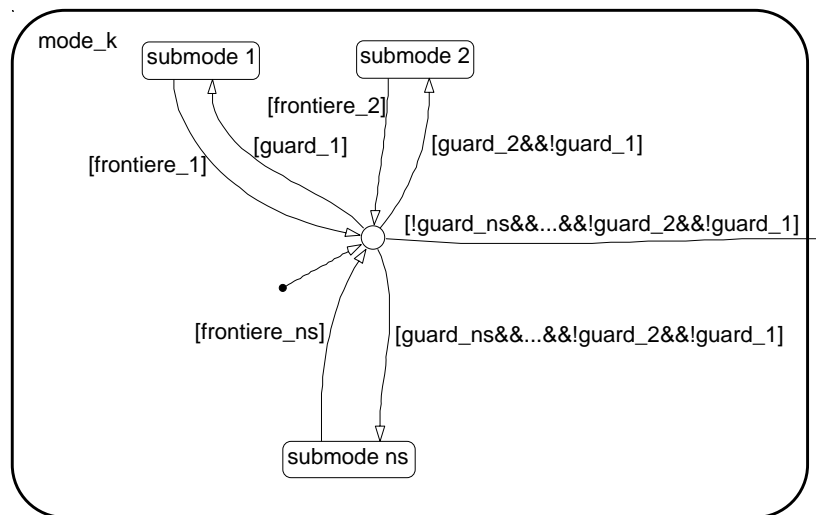 mode_k
submode 1
submode 2
[frontiere_2]
[guard_1]
[guard_2&&!guard_1]
[frontiere_1]
[!guard_ns&&...&&!guard_2&&!guard_1]
[frontiere_ns]
[guard_ns&&...&&!guard_2&&!guard_1]
submode ns